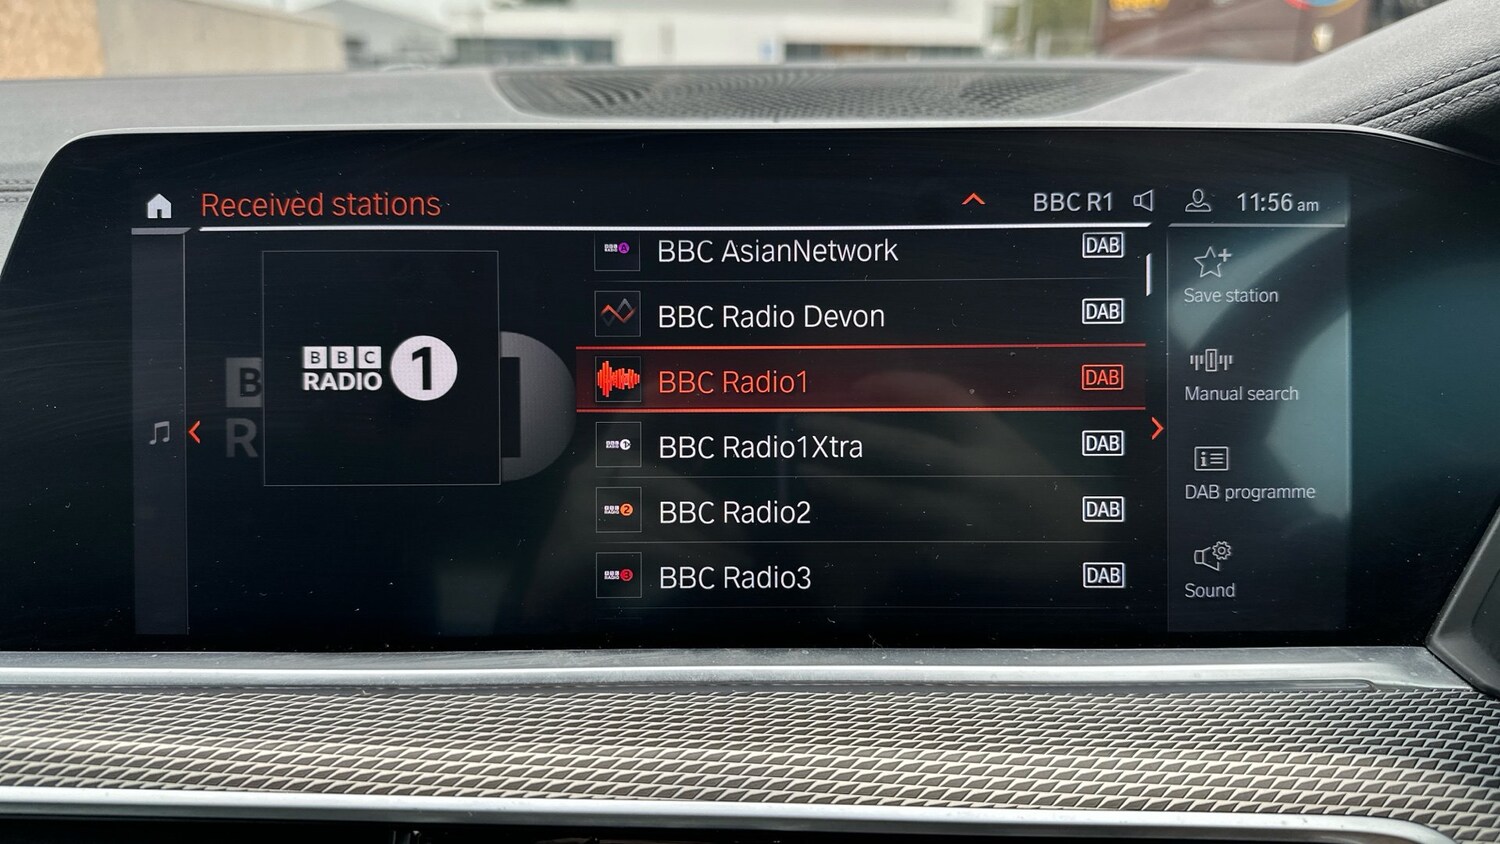 Received stations
BBC R1
11:56 am
BBC AsianNetwork DAB
BBC Radio Devon DAB
BBC Radio1 DAB
BBC Radio1Xtra DAB
BBC Radio2 DAB
BBC Radio3 DAB
BBC
RADIO 1
B
R
1
Save station
Manual search
DAB programme
Sound